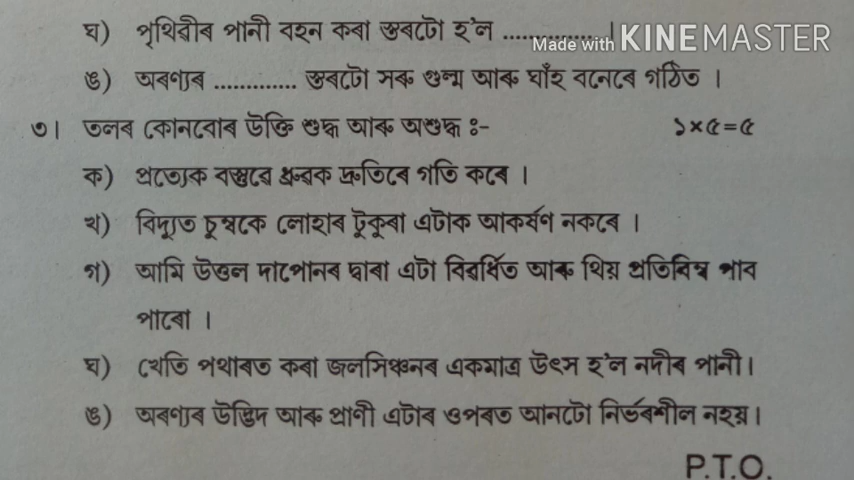 ঘ) পৃথিৱীৰ পানী বহন কৰা স্তৰটো হ'ল ............... ।
Made with KINEMASTER
ঙ) অৰণ্যৰ ............. স্তৰটো সৰু গুল্ম আৰু ঘাঁহ বনেৰে গঠিত ।
৩। তলৰ কোনবোৰ উক্তি শুদ্ধ আৰু অশুদ্ধ ঃ- ১×৫=৫
ক) প্ৰত্যেক বস্তুৱে ধ্ৰুৱক দ্ৰুতিৰে গতি কৰে ।
খ) বিদ্যুত চুম্বকে লোহাৰ টুকুৰা এটাক আকৰ্ষণ নকৰে ।
গ) আমি উত্তল দাপোনৰ দ্বাৰা এটা বিৱৰ্ধিত আৰু থিয় প্ৰতিবিম্ব পাব
পাৰো ।
ঘ) খেতি পথাৰত কৰা জলসিঞ্চনৰ একমাত্ৰ উৎস হ'ল নদীৰ পানী।
ঙ) অৰণ্যৰ উদ্ভিদ আৰু প্ৰাণী এটাৰ ওপৰত আনটো নিৰ্ভৰশীল নহয়।
P.T.O.